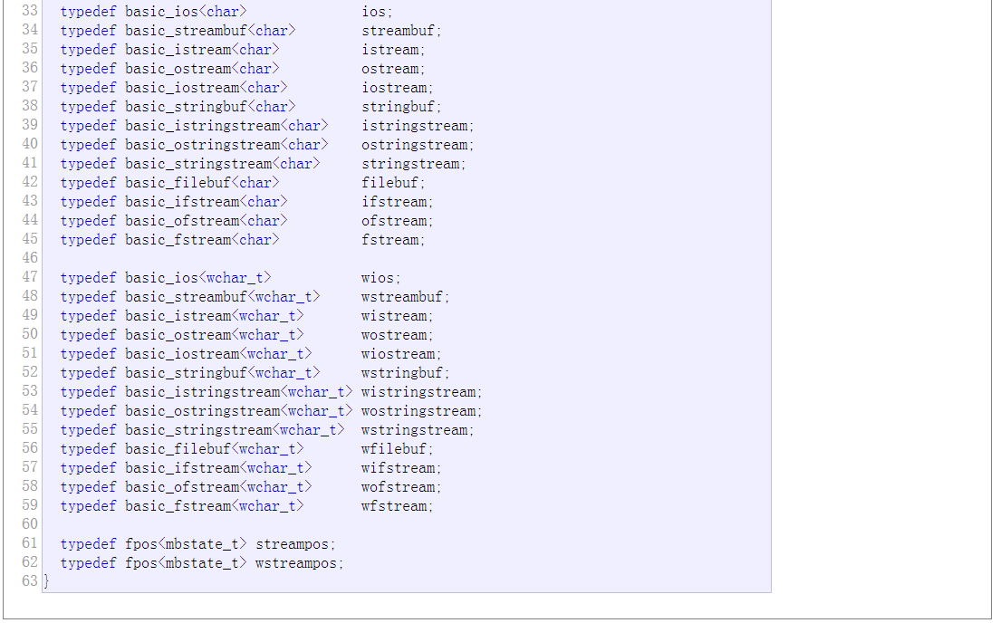 33 typedef basic_ios<char> ios;
34 typedef basic_streambuf<char> streambuf;
35 typedef basic_istream<char> istream;
36 typedef basic_ostream<char> ostream;
37 typedef basic_iostream<char> iostream;
38 typedef basic_stringbuf<char> stringbuf;
39 typedef basic_istringstream<char> istringstream;
40 typedef basic_ostringstream<char> ostringstream;
41 typedef basic_stringstream<char> stringstream;
42 typedef basic_filebuf<char> filebuf;
43 typedef basic_ifstream<char> ifstream;
44 typedef basic_ofstream<char> ofstream;
45 typedef basic_fstream<char> fstream;
46
47 typedef basic_ios<wchar_t> wios;
48 typedef basic_streambuf<wchar_t> wstreambuf;
49 typedef basic_istream<wchar_t> wistream;
50 typedef basic_ostream<wchar_t> wostream;
51 typedef basic_iostream<wchar_t> wiostream;
52 typedef basic_stringbuf<wchar_t> wstringbuf;
53 typedef basic_istringstream<wchar_t> wistringstream;
54 typedef basic_ostringstream<wchar_t> wostringstream;
55 typedef basic_stringstream<wchar_t> wstringstream;
56 typedef basic_filebuf<wchar_t> wfilebuf;
57 typedef basic_ifstream<wchar_t> wifstream;
58 typedef basic_ofstream<wchar_t> wofstream;
59 typedef basic_fstream<wchar_t> wfstream;
60
61 typedef fpos<mbstate_t> streampos;
62 typedef fpos<mbstate_t> wstreampos;
63 }